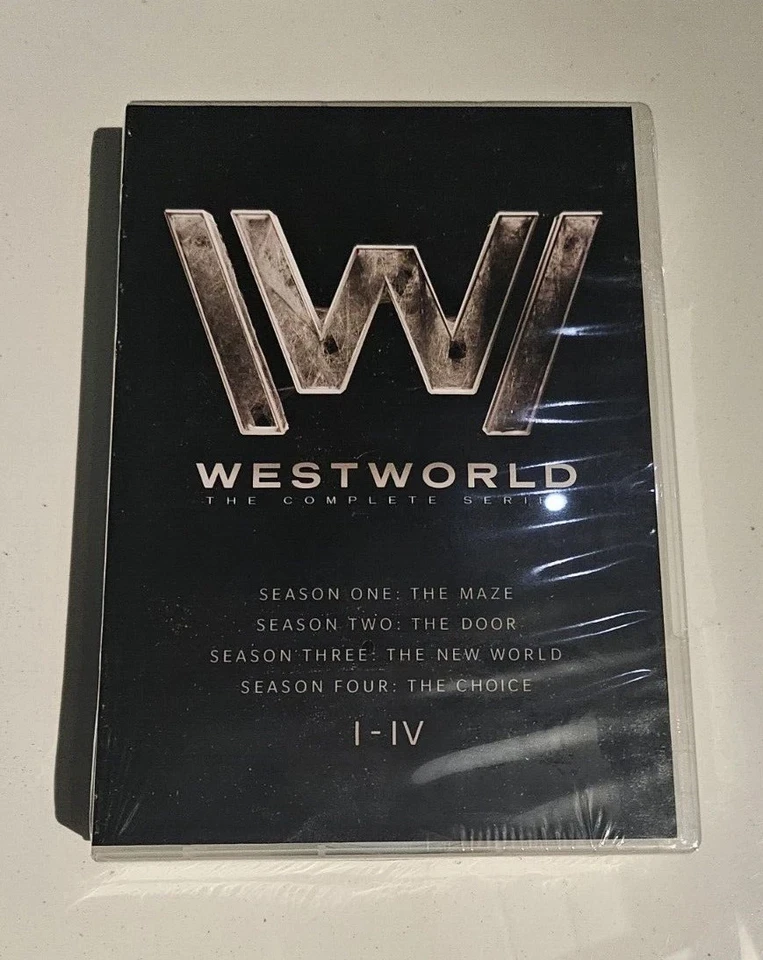 W
WESTWORLD
THE COMPLETE
SEASON ONE: THE MAZE
SEASON TWO: THE DOOR
SEASON THREE: THE NEW WORLD
SEASON FOUR: THE CHOICE
I-IV